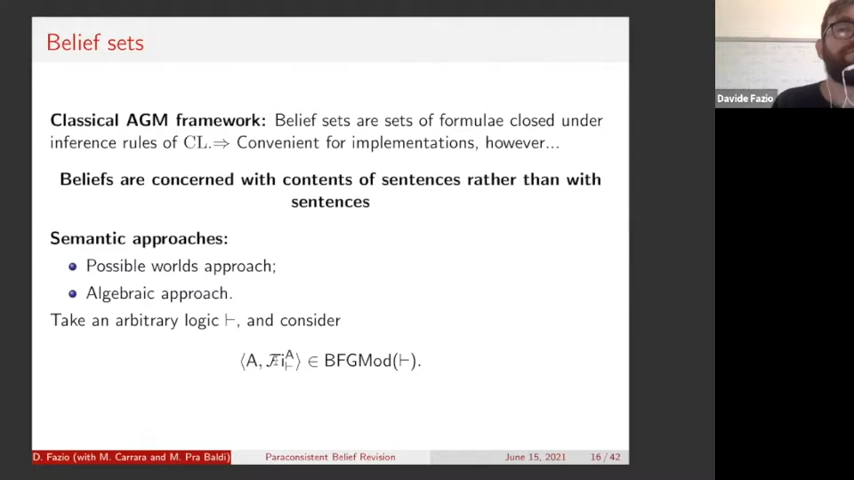 Belief sets
Classical AGM framework: Belief sets are sets of formulae closed under
inference rules of CL.⇒ Convenient for implementations, however...
Beliefs are concerned with contents of sentences rather than with
sentences
Semantic approaches:
Possible worlds approach;
Algebraic approach.
Take an arbitrary logic ⊢, and consider
⟨A, ℱi⊢^A⟩ ∈ BFGMod(⊢).
D. Fazio (with M. Carrara and M. Pra Baldi) Paraconsistent Belief Revision June 15, 2021 16 / 42
Davide Fazio